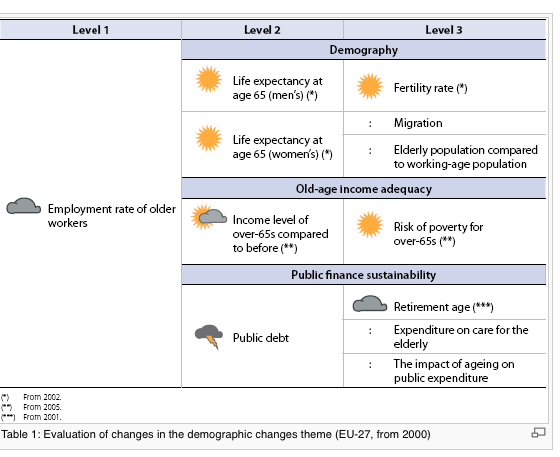 Level 1
Level 2
Level 3
Demography
Life expectancy at
age 65 (men's) (*)
Fertility rate (*)
Life expectancy at
age 65 (women's) (*)
: Migration
: Elderly population compared
to working-age population
Employment rate of older
workers
Old-age income adequacy
Income level of
over-65s compared
to before (**)
Risk of poverty for
over-65s (**)
Public finance sustainability
Public debt
Retirement age (***)
: Expenditure on care for the
elderly
: The impact of ageing on
public expenditure
(*) From 2002.
(**) From 2005.
(***) From 2001.
Table 1: Evaluation of changes in the demographic changes theme (EU-27, from 2000)